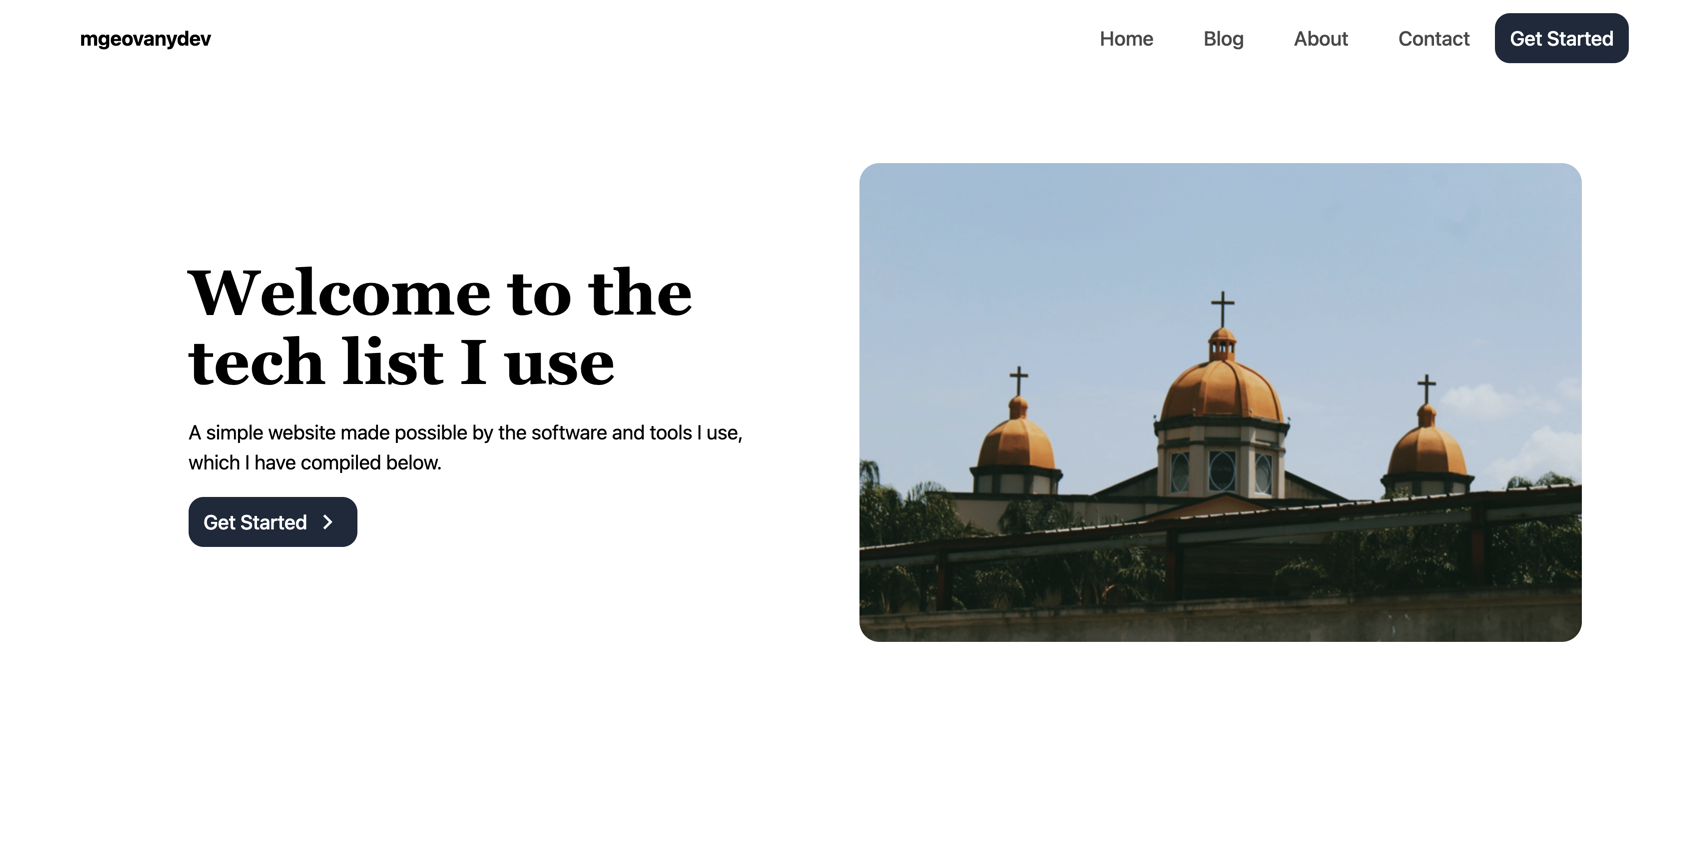 mgeovanydev
Home
Blog
About
Contact
Get Started
Welcome to the
tech list I use
A simple website made possible by the software and tools I use,
which I have compiled below.
Get Started